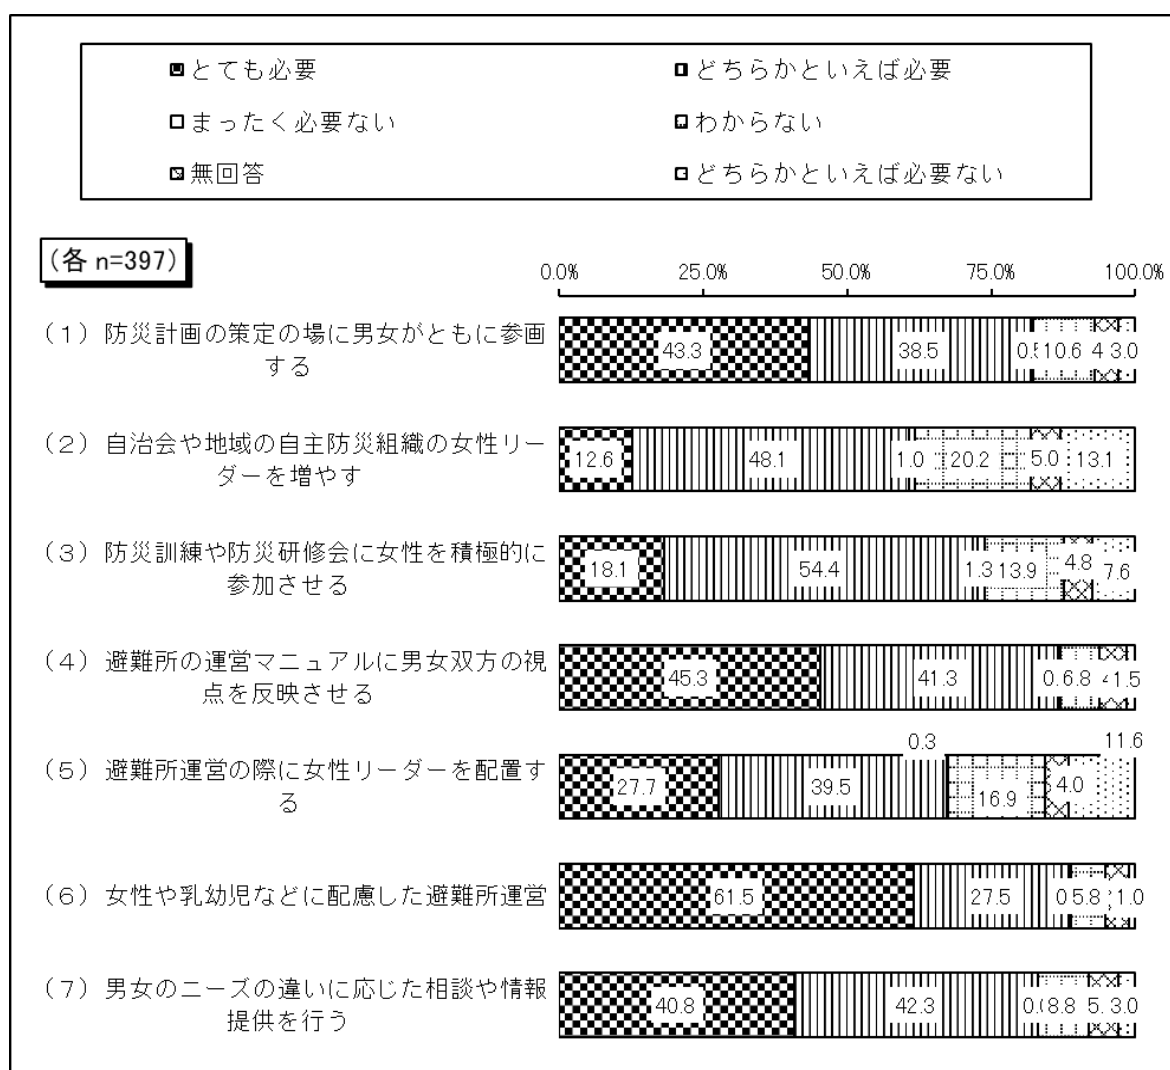 とても必要 どちらかといえば必要
まったく必要ない わからない
無回答 どちらかといえば必要ない
(各 n=397)
0.0% 25.0% 50.0% 75.0% 100.0%
(1) 防災計画の策定の場に男女がともに参画
する
43.3 38.5 10.6 3.0
(2) 自治会や地域の自主防災組織の女性リー
ダーを増やす
12.6 48.1 1.0 20.2 5.0 13.1
(3) 防災訓練や防災研修会に女性を積極的に
参加させる
18.1 54.4 1.3 13.9 4.8 7.6
(4) 避難所の運営マニュアルに男女双方の視
点を反映させる
45.3 41.3 6.8 1.5
(5) 避難所運営の際に女性リーダーを配置す
る
27.7 39.5 0.3 16.9 4.0 11.6
(6) 女性や乳幼児などに配慮した避難所運営
61.5 27.5 5.8 1.0
(7) 男女のニーズの違いに応じた相談や情報
提供を行う
40.8 42.3 8.8 3.0